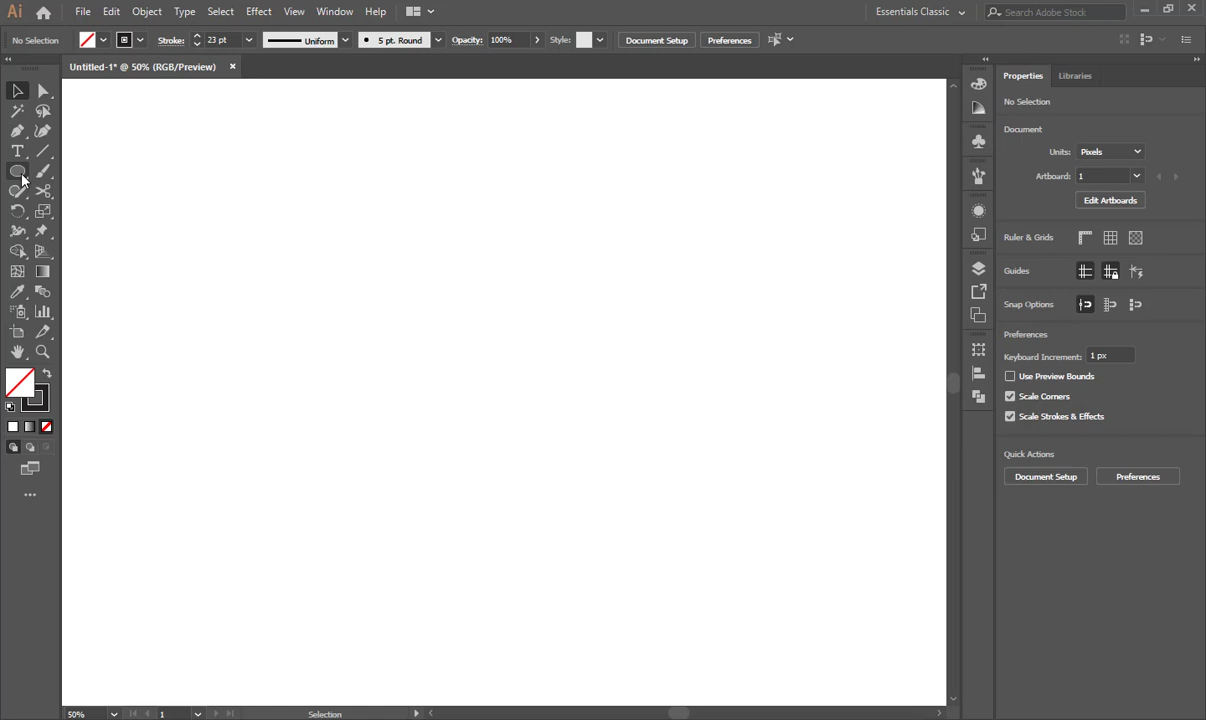 Ai File Edit Object Type Select Effect View Window Help Essentials Classic Search Adobe Stock
No Selection Stroke: 23 pt Uniform 5 pt. Round Opacity: 100% Style: Document Setup Preferences
Untitled-1* @ 50% (RGB/Preview)
Properties Libraries
No Selection
Document
Units: Pixels
Artboard: 1
Edit Artboards
Ruler & Grids
Guides
Snap Options
Preferences
Keyboard Increment: 1 px
Use Preview Bounds
Scale Corners
Scale Strokes & Effects
Quick Actions
Document Setup Preferences
50% 1 Selection